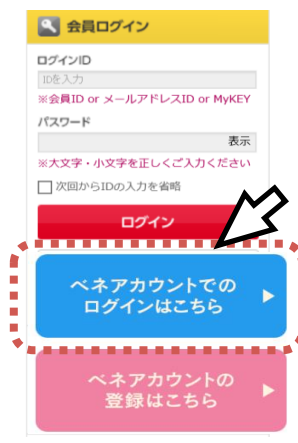 会員ログイン
ログインID
IDを入力
※会員ID or メールアドレスID or MyKEY
パスワード
表示
※大文字・小文字を正しくご入力ください
次回からIDの入力を省略
ログイン
ベネアカウントでの
ログインはこちら
ベネアカウントの
登録はこちら